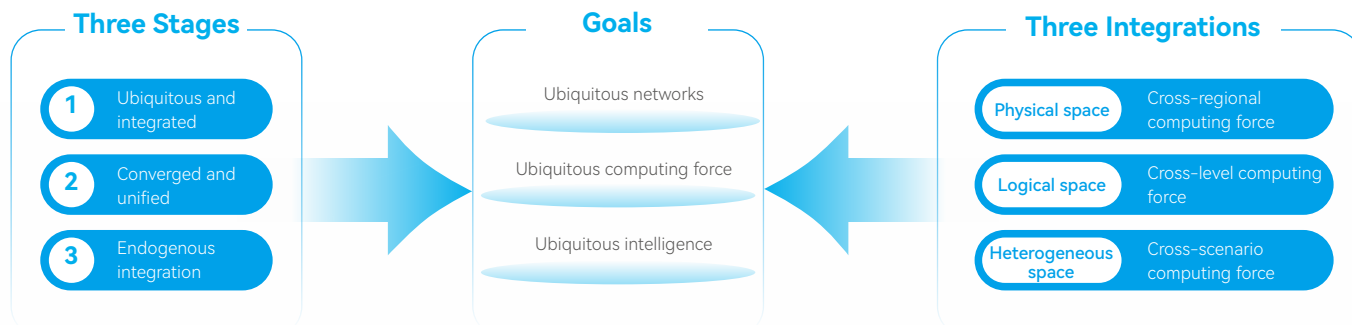 Three Stages
1
Ubiquitous and
integrated
2
Converged and
unified
3
Endogenous
integration
Goals
Ubiquitous networks
Ubiquitous computing force
Ubiquitous intelligence
Three Integrations
Physical space
Cross-regional
computing force
Logical space
Cross-level computing
force
Heterogeneous
space
Cross-scenario
computing force